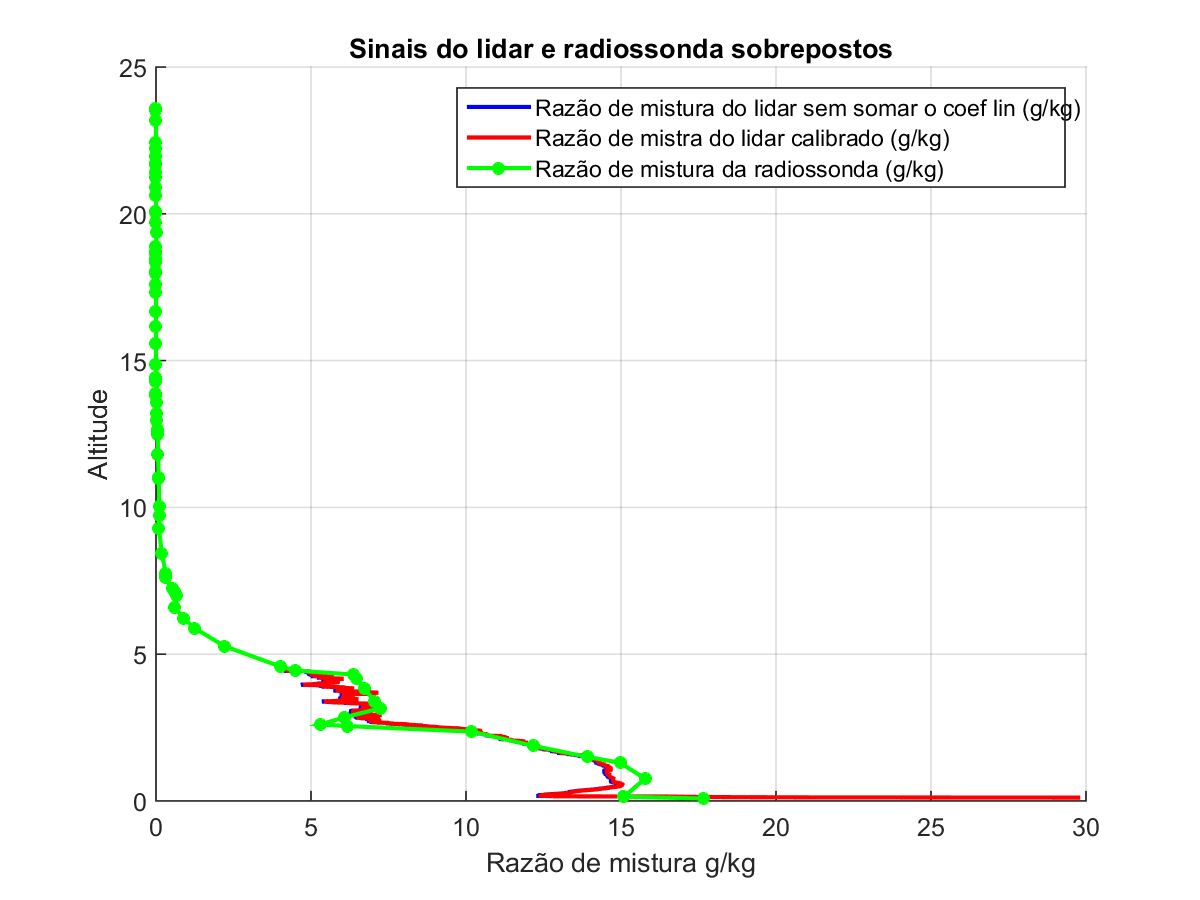 Sinais do lidar e radiossonda sobrepostos
25
20
15
10
5
0
Altitude
Razão de mistura do lidar sem somar o coef lin (g/kg)
Razão de mistra do lidar calibrado (g/kg)
Razão de mistura da radiossonda (g/kg)
0 5 10 15 20 25 30
Razão de mistura g/kg